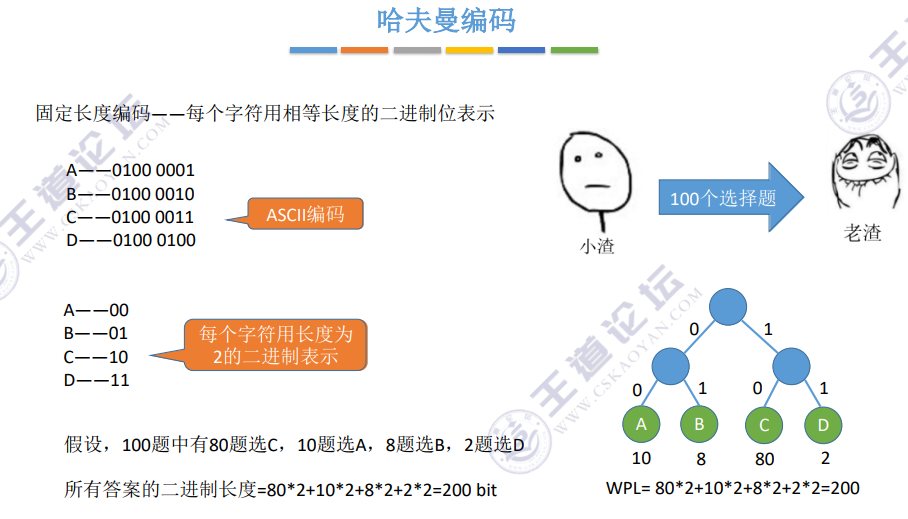 哈夫曼编码
固定长度编码——每个字符用相等长度的二进制位表示
A——0100 0001
B——0100 0010
C——0100 0011
D——0100 0100
ASCII编码
100个选择题
小渣
老渣
A——00
B——01
C——10
D——11
每个字符用长度为
2的二进制表示
0 1
0 1 0 1
A B C D
10 8 80 2
假设，100题中有80题选C，10题选A，8题选B，2题选D
所有答案的二进制长度=80*2+10*2+8*2+2*2=200 bit
WPL= 80*2+10*2+8*2+2*2=200
王道论坛
WWW.CSKAOYAN.COM
王道论坛
WWW.CSKAOYAN.COM